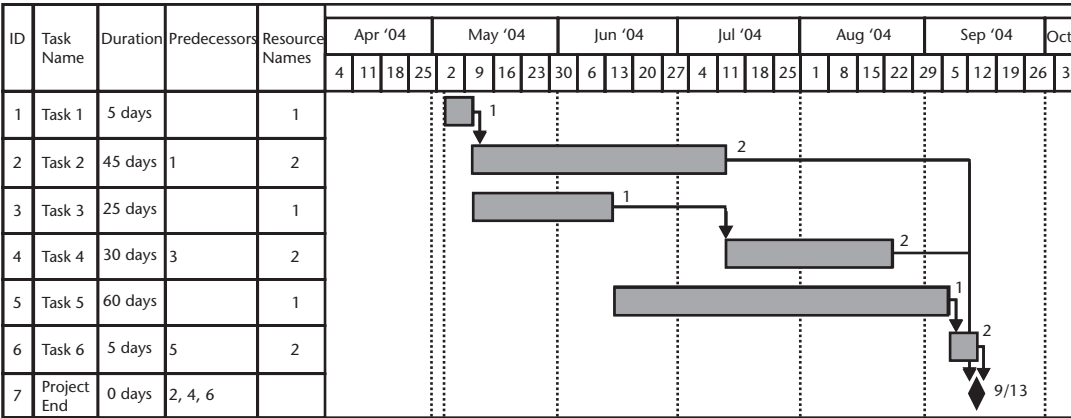 ID Task Name Duration Predecessors Resource Names Apr '04 May '04 Jun '04 Jul '04 Aug '04 Sep '04 Oct
4 11 18 25 2 9 16 23 30 6 13 20 27 4 11 18 25 1 8 15 22 29 5 12 19 26 3
1 Task 1 5 days 1 1
2 Task 2 45 days 1 2 2
3 Task 3 25 days 1 1
4 Task 4 30 days 3 2 2
5 Task 5 60 days 1 1
6 Task 6 5 days 5 2 2
7 Project End 0 days 2, 4, 6 9/13